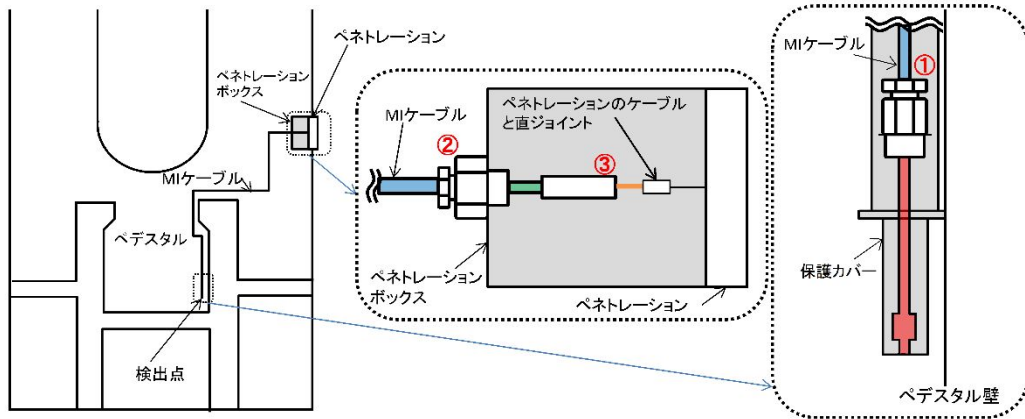 ペネトレーション
ペネトレーション
ボックス
MIケーブル
ペデスタル
検出点
ペネトレーションのケーブル
と直ジョイント
MIケーブル
②
③
ペネトレーション
ボックス
ペネトレーション
MIケーブル
①
保護カバー
ペデスタル壁